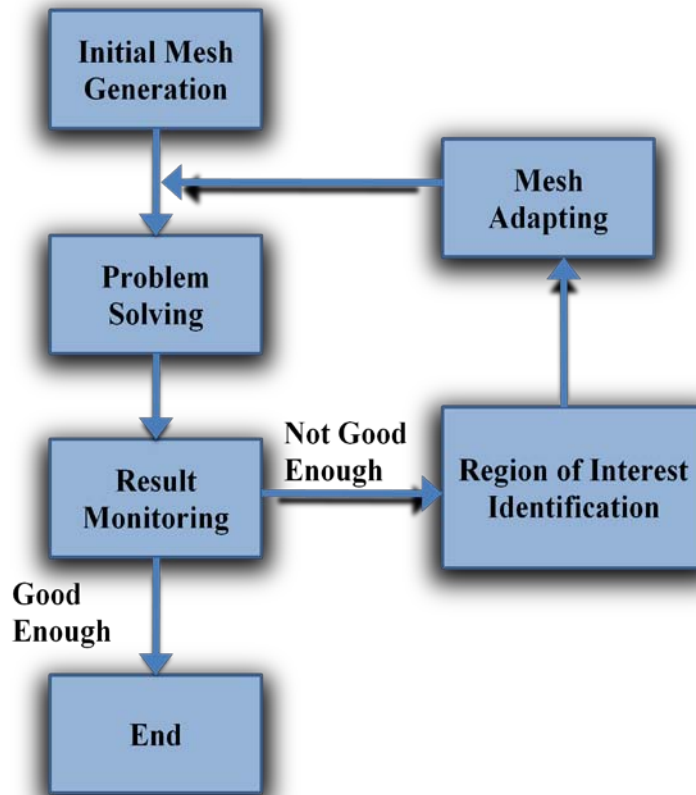 Initial Mesh
Generation
Mesh
Adapting
Problem
Solving
Not Good
Enough
Result
Monitoring
Region of Interest
Identification
Good
Enough
End